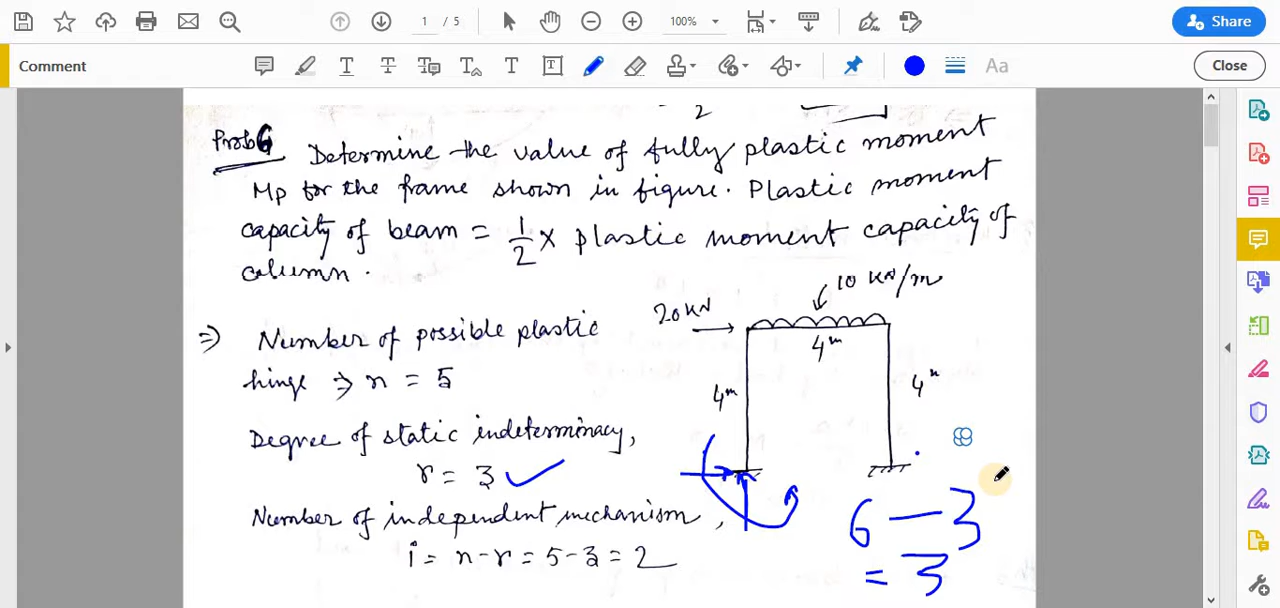 1 / 5
100%
Share
Comment
Aa
Close
2
Prob 6 Determine the value of fully plastic moment
Mp for the frame shown in figure. Plastic moment
capacity of beam = 1/2 x plastic moment capacity of
column.
20 KN
10 KN/m
4m
4m
4m
=) Number of possible plastic
hinge => n = 5
Degree of static indeterminacy,
r = 3
Number of independent mechanism,
i = n-r = 5-3 = 2
6 - 3
= 3